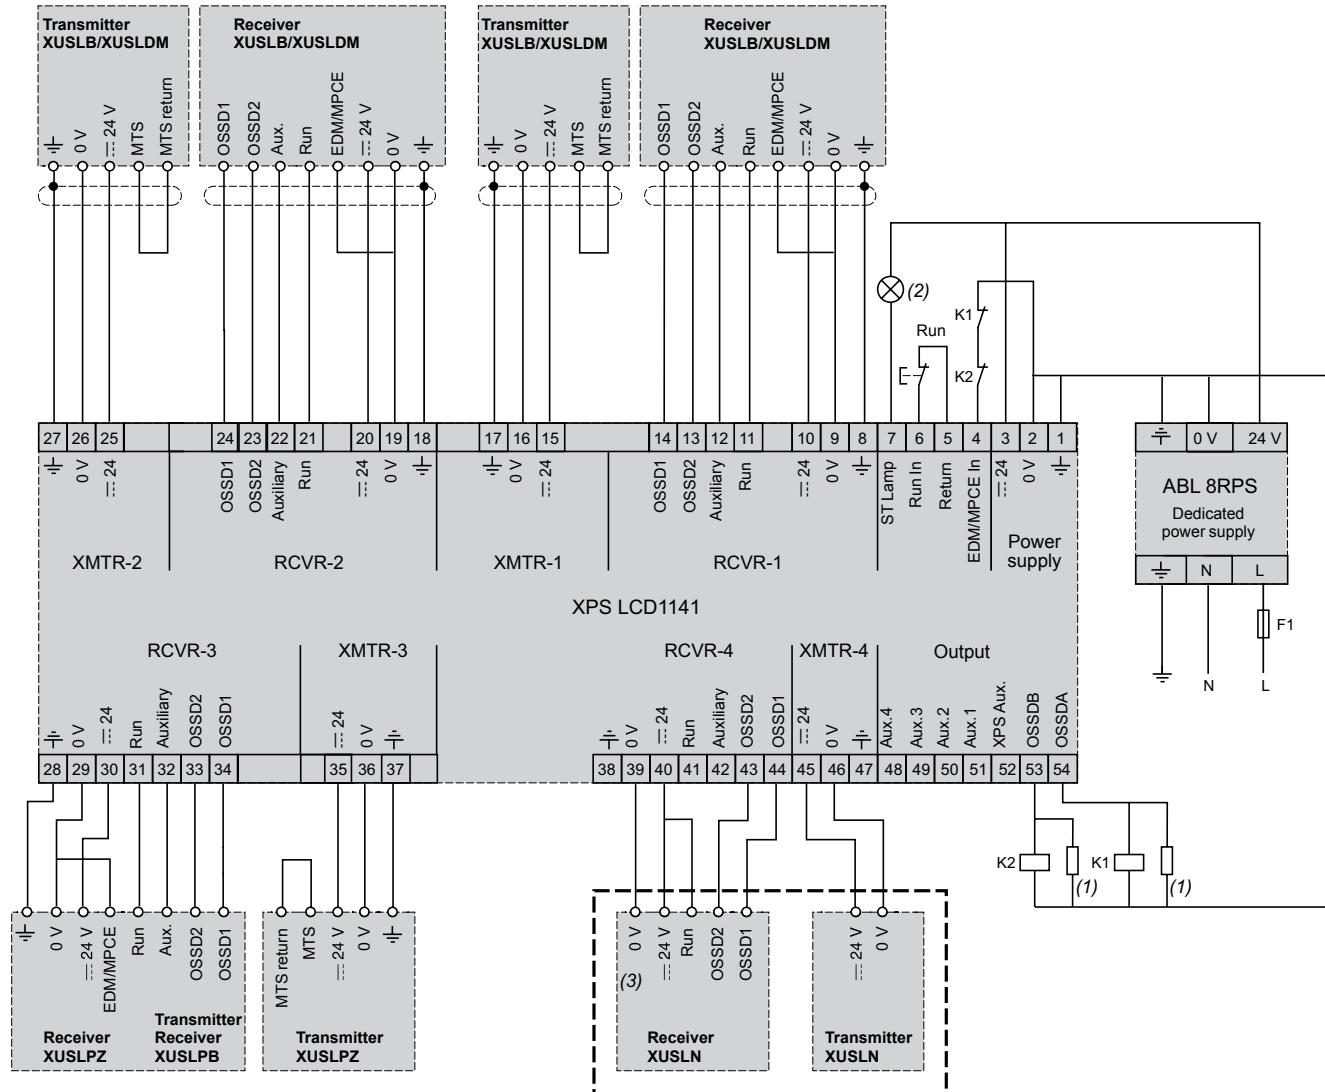 Transmitter
XUSLB/XUSLDM
Receiver
XUSLB/XUSLDM
Transmitter
XUSLB/XUSLDM
Receiver
XUSLB/XUSLDM
0 V
24 V
MTS
MTS return
OSSD1
OSSD2
Aux.
Run
EDM/MPCE
24 V
0 V
0 V
24 V
MTS
MTS return
OSSD1
OSSD2
Aux.
Run
EDM/MPCE
24 V
0 V
(2)
K1
Run
K2
27 26 25 24 23 22 21 20 19 18 17 16 15 14 13 12 11 10 9 8 7 6 5 4 3 2 1
0 V
24
OSSD1
OSSD2
Auxiliary
Run
24
0 V
0 V
24
OSSD1
OSSD2
Auxiliary
Run
24
0 V
ST Lamp
Run In
Return
EDM/MPCE In
24
0 V
XMTR-2
RCVR-2
XMTR-1
RCVR-1
Power
supply
0 V
24 V
ABL 8RPS
Dedicated
power supply
N
L
F1
N
L
XPS LCD1141
RCVR-3
XMTR-3
RCVR-4
XMTR-4
Output
0 V
24
Run
Auxiliary
OSSD2
OSSD1
24
0 V
0 V
24
Run
Auxiliary
OSSD2
OSSD1
24
0 V
Aux.4
Aux.3
Aux.2
Aux.1
XPS Aux.
OSSDB
OSSDA
28 29 30 31 32 33 34 35 36 37 38 39 40 41 42 43 44 45 46 47 48 49 50 51 52 53 54
K2
(1)
K1
(1)
0 V
24 V
EDM/MPCE
Run
Aux.
OSSD2
OSSD1
Receiver
XUSLPZ
Transmitter
Receiver
XUSLPB
MTS return
MTS
24 V
0 V
Transmitter
XUSLPZ
0 V
(3)
24 V
Run
OSSD2
OSSD1
Receiver
XUSLN
24 V
0 V
Transmitter
XUSLN